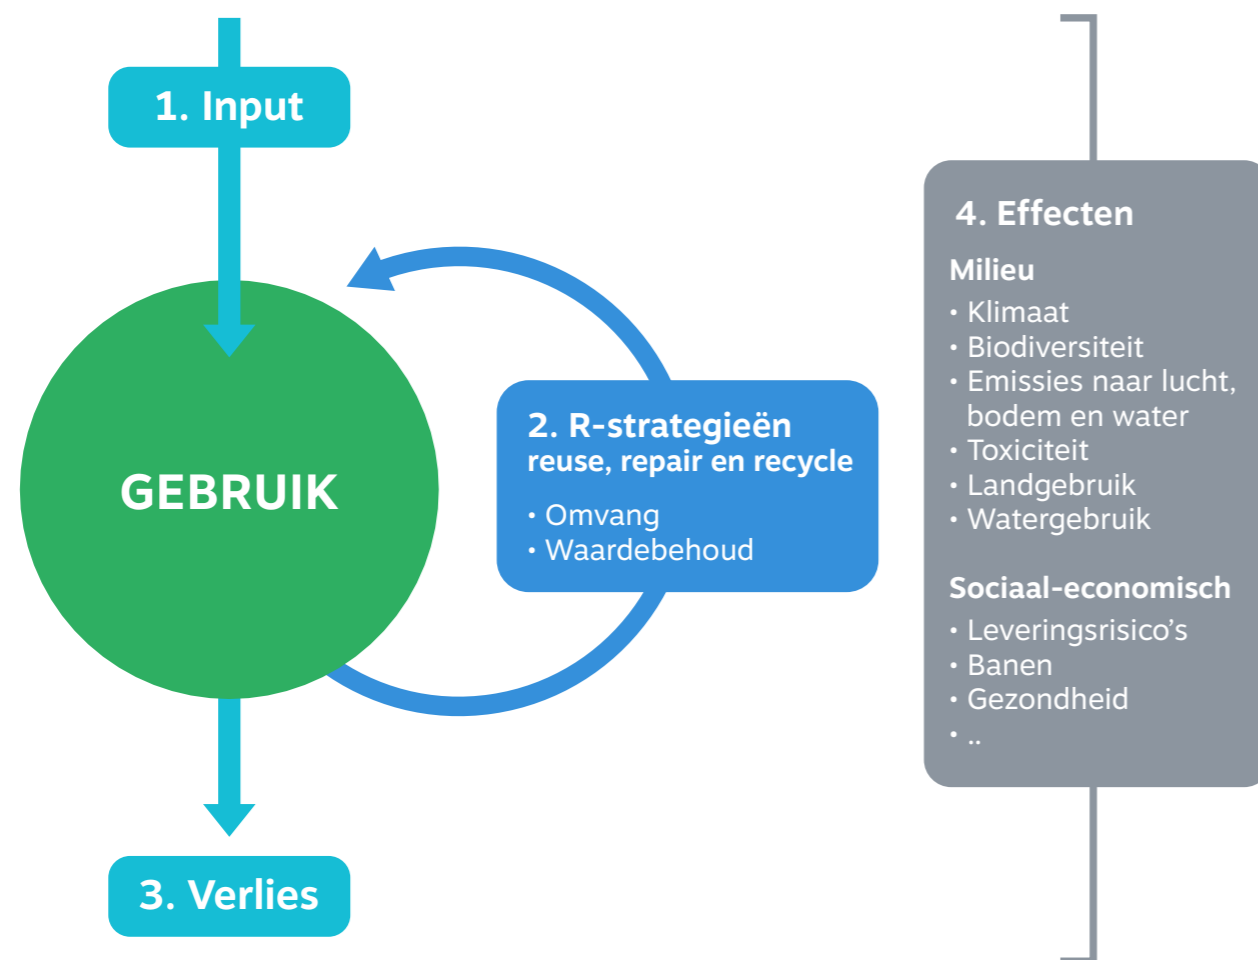 1. Input
GEBRUIK
2. R-strategieën
reuse, repair en recycle
• Omvang
• Waardebehoud
3. Verlies
4. Effecten
Milieu
• Klimaat
• Biodiversiteit
• Emissies naar lucht,
bodem en water
• Toxiciteit
• Landgebruik
• Watergebruik
Sociaal-economisch
• Leveringsrisico’s
• Banen
• Gezondheid
• ..